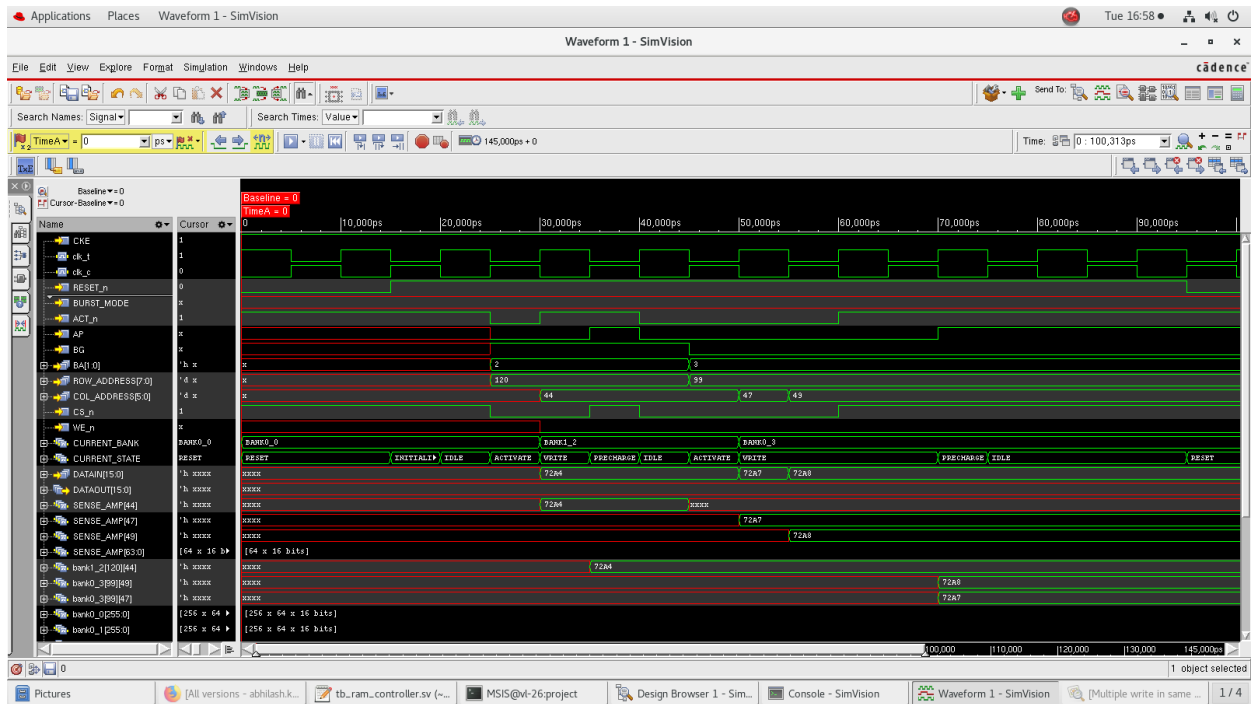 Applications Places Waveform 1 - SimVision Tue 16:58
Waveform 1 - SimVision
File Edit View Explore Format Simulation Windows Help cādence
Send To:
Search Names: Signal Search Times: Value
TimeA = 0 ps 145,000ps + 0 Time: 0 : 100,313ps
TxE
Baseline = 0
Cursor-Baseline = 0
Baseline = 0
TimeA = 0
Name Cursor 0 10,000ps 20,000ps 30,000ps 40,000ps 50,000ps 60,000ps 70,000ps 80,000ps 90,000ps
CKE 1
clk_t 1
clk_c 0
RESET_n 0
BURST_MODE x
ACT_n 1
AP x
BG x
BA[1:0] 'h x x 2 3
ROW_ADDRESS[7:0] 'd x x 120 99
COL_ADDRESS[5:0] 'd x x 44 47 49
CS_n 1
WE_n x
CURRENT_BANK BANK0_0 BANK0_0 BANK1_2 BANK0_3
CURRENT_STATE RESET RESET INITIALI IDLE ACTIVATE WRITE PRECHARGE IDLE ACTIVATE WRITE PRECHARGE IDLE RESET
DATAIN[15:0] 'h xxxx xxxx 72A4 72A7 72A8
DATAOUT[15:0] 'h xxxx xxxx
SENSE_AMP[44] 'h xxxx xxxx 72A4 xxxx
SENSE_AMP[47] 'h xxxx xxxx 72A7
SENSE_AMP[49] 'h xxxx xxxx 72A8
SENSE_AMP[63:0] [64 x 16 b [64 x 16 bits]
bank1_2[120][44] 'h xxxx xxxx 72A4
bank0_3[99][49] 'h xxxx xxxx 72A8
bank0_3[99][47] 'h xxxx xxxx 72A7
bank0_0[255:0] [256 x 64 [256 x 64 x 16 bits]
bank0_1[255:0] [256 x 64 [256 x 64 x 16 bits]
100,000 110,000 120,000 130,000 145,000ps
0 1 object selected
Pictures [All versions - abhilash.k... tb_ram_controller.sv (~... MSIS@vl-26:project Design Browser 1 - Sim... Console - SimVision Waveform 1 - SimVision [Multiple write in same ... 1 / 4